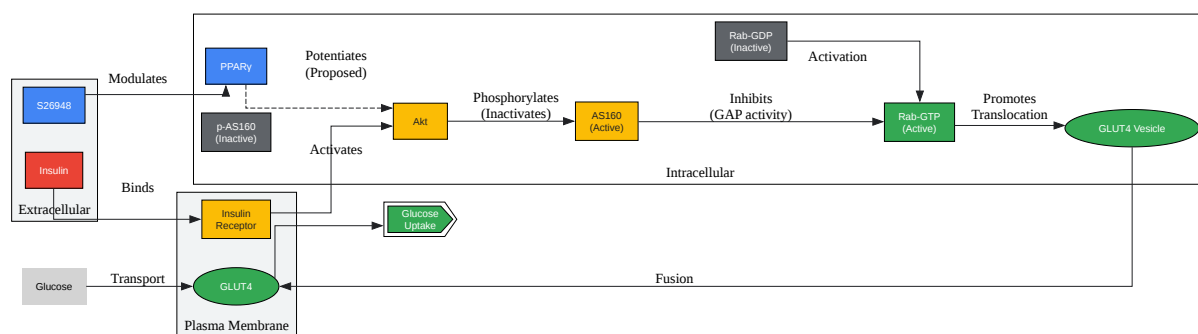 Rab-GDP
(Inactive)
Activation
PPARγ
Potentiates
(Proposed)
Modulates
S26948
p-AS160
(Inactive)
Akt
Phosphorylates
(Inactivates)
AS160
(Active)
Inhibits
(GAP activity)
Rab-GTP
(Active)
Promotes
Translocation
GLUT4 Vesicle
Activates
Insulin
Binds
Extracellular
Intracellular
Insulin
Receptor
Glucose
Uptake
Glucose
Transport
GLUT4
Fusion
Plasma Membrane